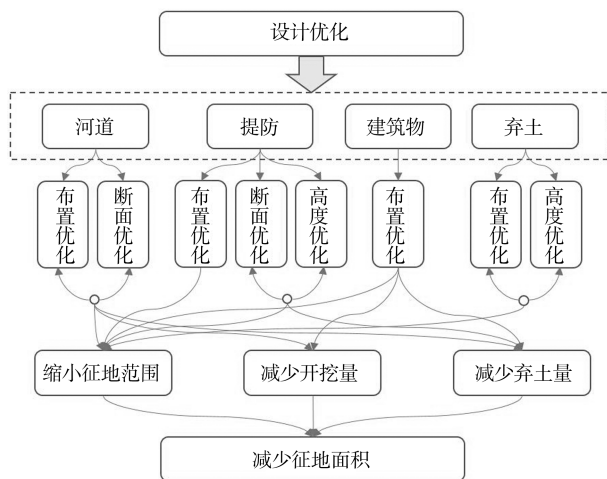 设计优化
河道
提防
建筑物
弃土
布置优化
断面优化
布置优化
断面优化
高度优化
布置优化
布置优化
高度优化
缩小征地范围
减少开挖量
减少弃土量
减少征地面积